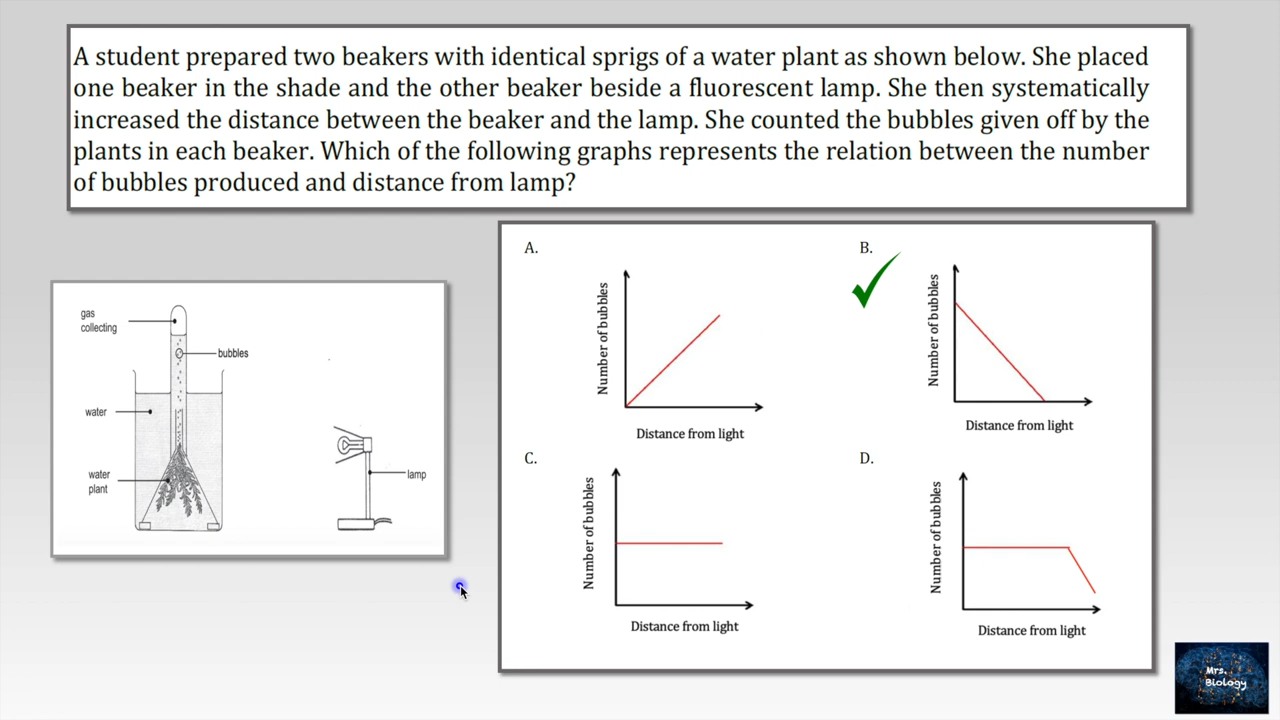 A student prepared two beakers with identical sprigs of a water plant as shown below. She placed
one beaker in the shade and the other beaker beside a fluorescent lamp. She then systematically
increased the distance between the beaker and the lamp. She counted the bubbles given off by the
plants in each beaker. Which of the following graphs represents the relation between the number
of bubbles produced and distance from lamp?
gas
collecting
bubbles
water
water
plant
lamp
A.
Number of bubbles
Distance from light
B.
Number of bubbles
Distance from light
C.
Number of bubbles
Distance from light
D.
Number of bubbles
Distance from light
Mrs.
Biology